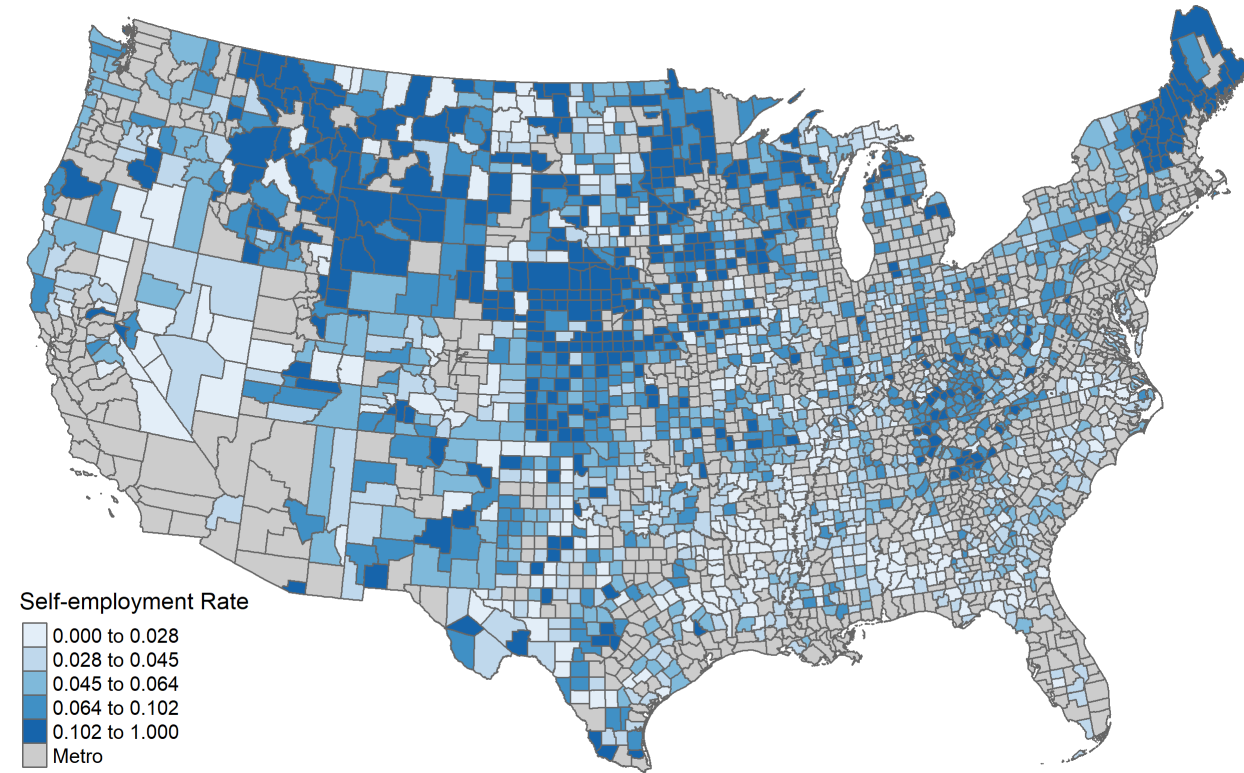 Self-employment Rate
0.000 to 0.028
0.028 to 0.045
0.045 to 0.064
0.064 to 0.102
0.102 to 1.000
Metro